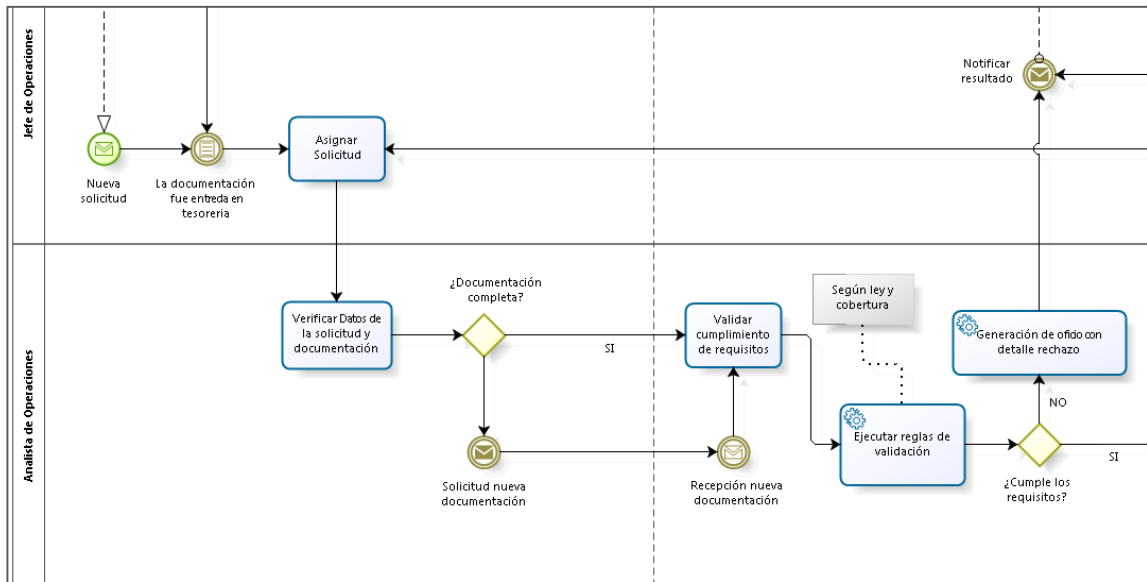 Jefe de Operaciones
Nueva
solicitud
La documentación
fue entreda en
tesoreria
Asignar
Solicitud
Notificar
resultado
Analista de Operaciones
Verificar Datos de
la solicitud y
documentación
¿Documentación
completa?
SI
Solicitud nueva
documentación
Validar
cumplimiento
de requisitos
Recepción nueva
documentación
Según ley y
cobertura
Ejecutar reglas de
validación
Generación de oficio con
detalle rechazo
NO
¿Cumple los
requisitos?
SI